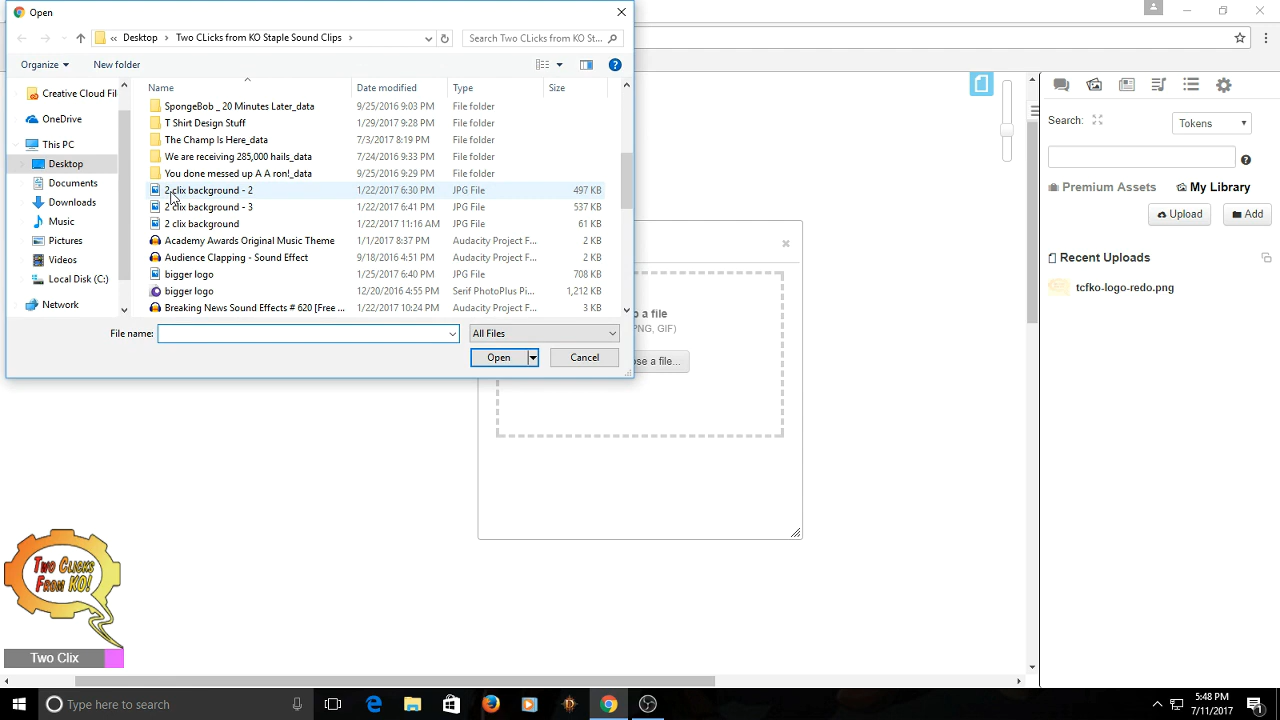 Open
« Desktop > Two CLicks from KO Staple Sound Clips >
Search Two CLicks from KO St...
Organize
New folder
Name Date modified Type Size
Creative Cloud Fil
OneDrive
This PC
Desktop
Documents
Downloads
Music
Pictures
Videos
Local Disk (C:)
Network
SpongeBob _ 20 Minutes Later_data 9/25/2016 9:03 PM File folder
T Shirt Design Stuff 1/29/2017 9:28 PM File folder
The Champ Is Here_data 7/3/2017 8:19 PM File folder
We are receiving 285,000 hails_data 7/24/2016 9:33 PM File folder
You done messed up A A ron!_data 9/25/2016 9:29 PM File folder
2 clix background - 2 1/22/2017 6:30 PM JPG File 497 KB
2 clix background - 3 1/22/2017 6:41 PM JPG File 537 KB
2 clix background 1/22/2017 11:16 AM JPG File 61 KB
Academy Awards Original Music Theme 1/1/2017 8:37 PM Audacity Project F... 2 KB
Audience Clapping - Sound Effect 9/18/2016 4:51 PM Audacity Project F... 2 KB
bigger logo 1/25/2017 6:40 PM JPG File 708 KB
bigger logo 12/20/2016 4:55 PM Serif PhotoPlus Pi... 1,212 KB
Breaking News Sound Effects # 620 [Free ... 1/22/2017 10:24 PM Audacity Project F... 3 KB
File name:
All Files
Open
Cancel
o a file
PNG, GIF)
ose a file...
Search:
Tokens
Premium Assets
My Library
Upload
Add
Recent Uploads
tcfko-logo-redo.png
Two Clicks
From KO!
Two Clix
Type here to search
5:48 PM
7/11/2017
1